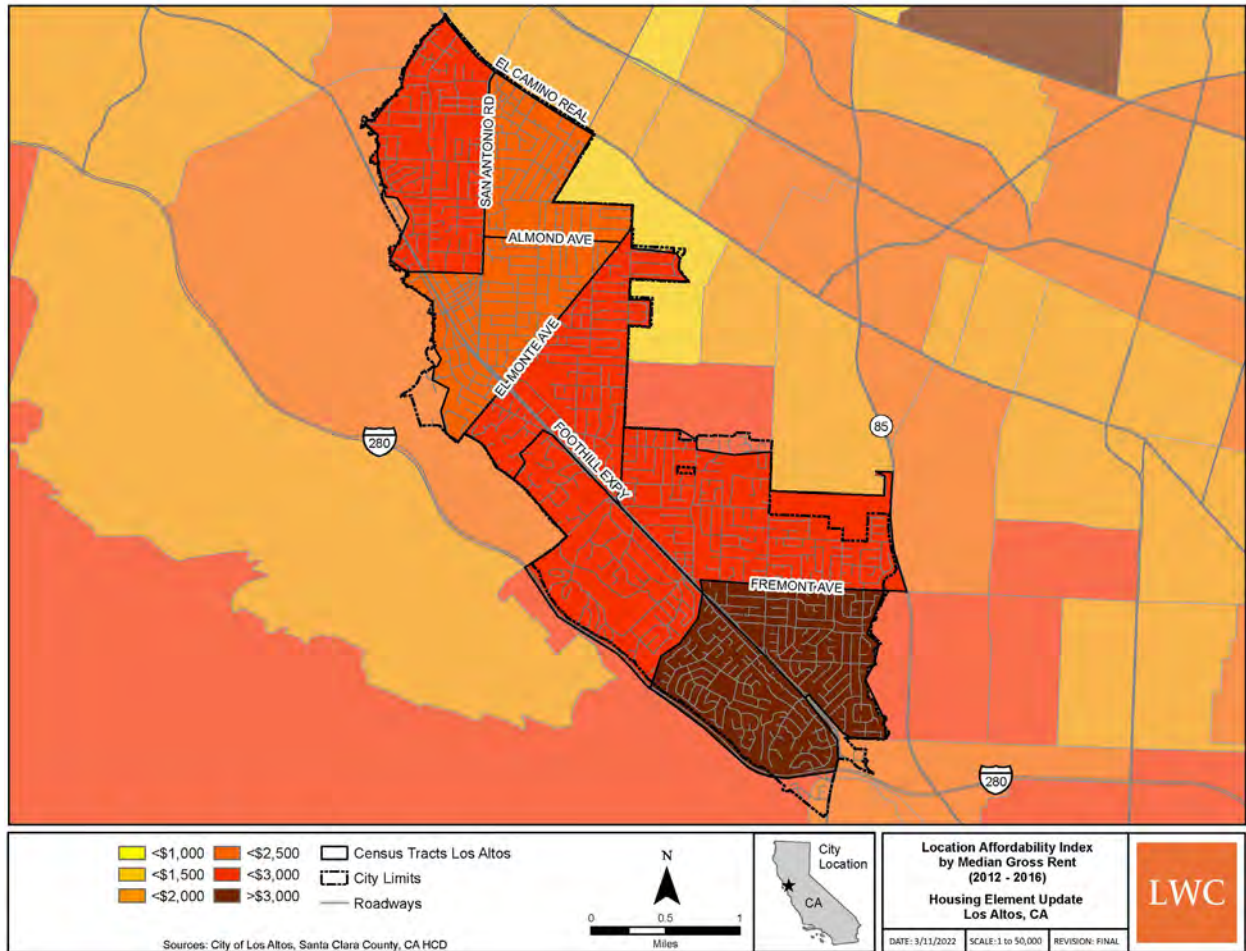 EL CAMINO REAL
SAN ANTONIO RD
ALMOND AVE
EL MONTE AVE
FOOTHILL EXPY
280
85
FREMONT AVE
280
<$1,000
<$1,500
<$2,000
<$2,500
<$3,000
>$3,000
Census Tracts Los Altos
City Limits
Roadways
Sources: City of Los Altos, Santa Clara County, CA HCD
N
0 0.5 1
Miles
City
Location
CA
Location Affordability Index
by Median Gross Rent
(2012 - 2016)
Housing Element Update
Los Altos, CA
DATE: 3/11/2022 SCALE:1 to 50,000 REVISION: FINAL
LWC